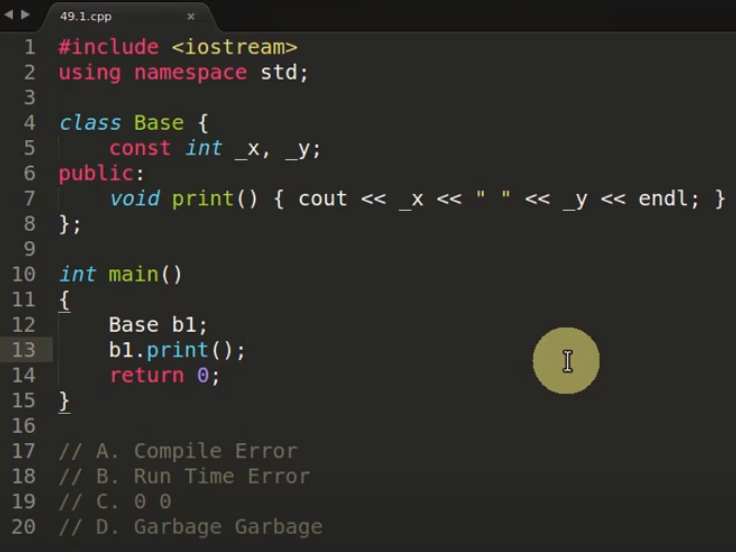 49.1.cpp ×
1 #include <iostream>
2 using namespace std;
3
4 class Base {
5     const int _x, _y;
6 public:
7     void print() { cout << _x << " " << _y << endl; }
8 };
9
10 int main()
11 {
12     Base b1;
13     b1.print();
14     return 0;
15 }
16
17 // A. Compile Error
18 // B. Run Time Error
19 // C. 0 0
20 // D. Garbage Garbage